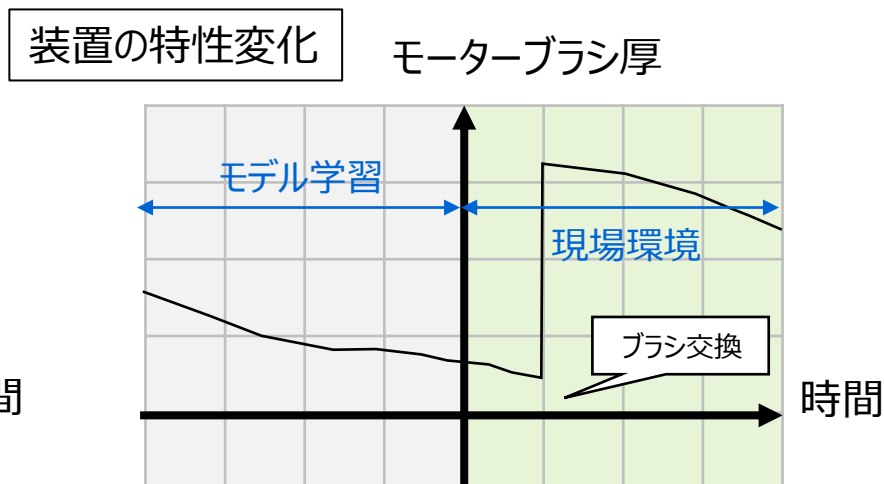 装置の特性変化
モーターブラシ厚
モデル学習
現場環境
ブラシ交換
間
時間